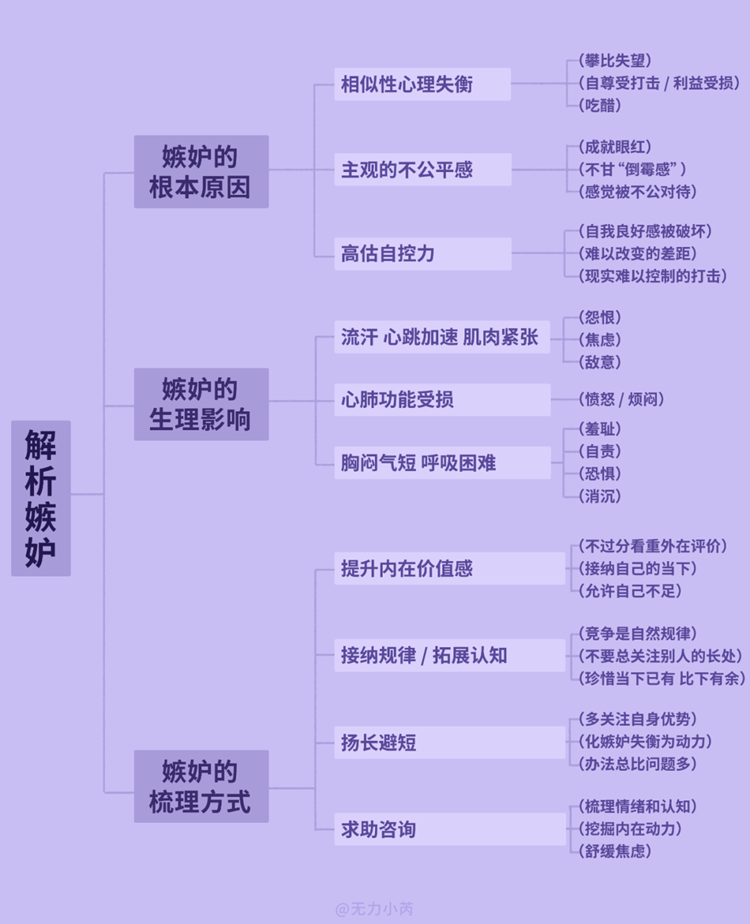 解析嫉妒
嫉妒的
根本原因
相似性心理失衡
（攀比失望）
（自尊受打击 / 利益受损）
（吃醋）
主观的不公平感
（成就眼红）
（不甘“倒霉感”）
（感觉被不公对待）
高估自控力
（自我良好感被破坏）
（难以改变的差距）
（现实难以控制的打击）
嫉妒的
生理影响
流汗 心跳加速 肌肉紧张
（怨恨）
（焦虑）
（敌意）
心肺功能受损
（愤怒 / 烦闷）
胸闷气短 呼吸困难
（羞耻）
（自责）
（恐惧）
（消沉）
嫉妒的
梳理方式
提升内在价值感
（不过分看重外在评价）
（接纳自己的当下）
（允许自己不足）
接纳规律 / 拓展认知
（竞争是自然规律）
（不要总关注别人的长处）
（珍惜当下已有 比下有余）
扬长避短
（多关注自身优势）
（化嫉妒失衡为动力）
（办法总比问题多）
求助咨询
（梳理情绪和认知）
（挖掘内在动力）
（舒缓焦虑）
@无力小芮